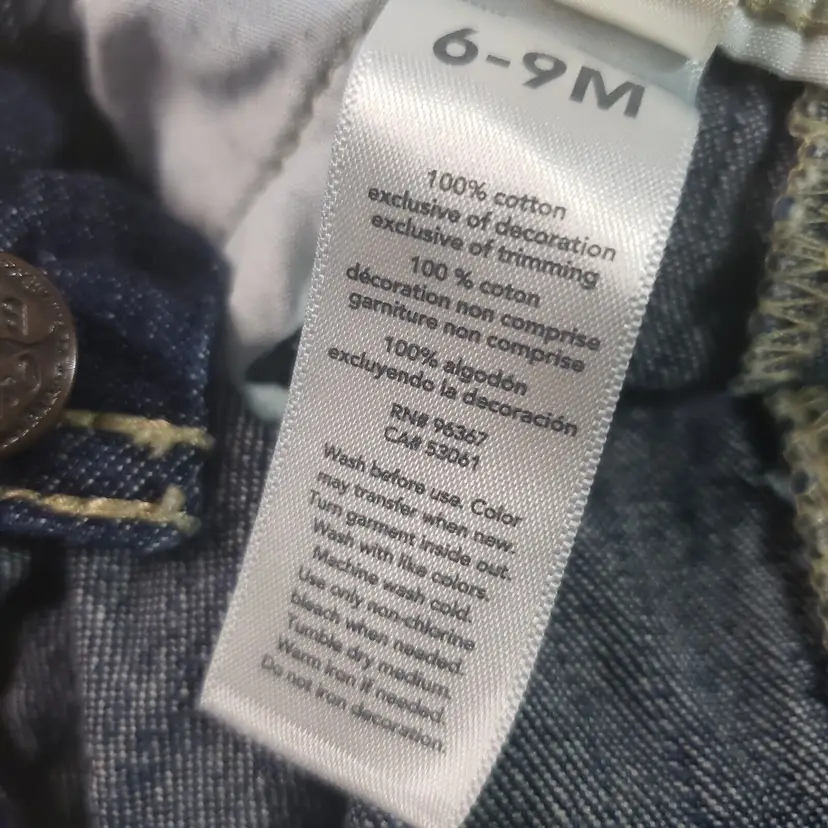 6-9M
100% cotton
exclusive of decoration
exclusive of trimming
100 % coton
décoration non comprise
garniture non comprise
100% algodón
excluyendo la decoración
RN# 96367
CA# 53061
Wash before use. Color
may transfer when new.
Turn garment inside out.
Wash with like colors.
Machine wash cold.
Use only non-chlorine
Bleach when needed.
Tumble dry medium.
Warm iron if needed.
Do not iron decoration.